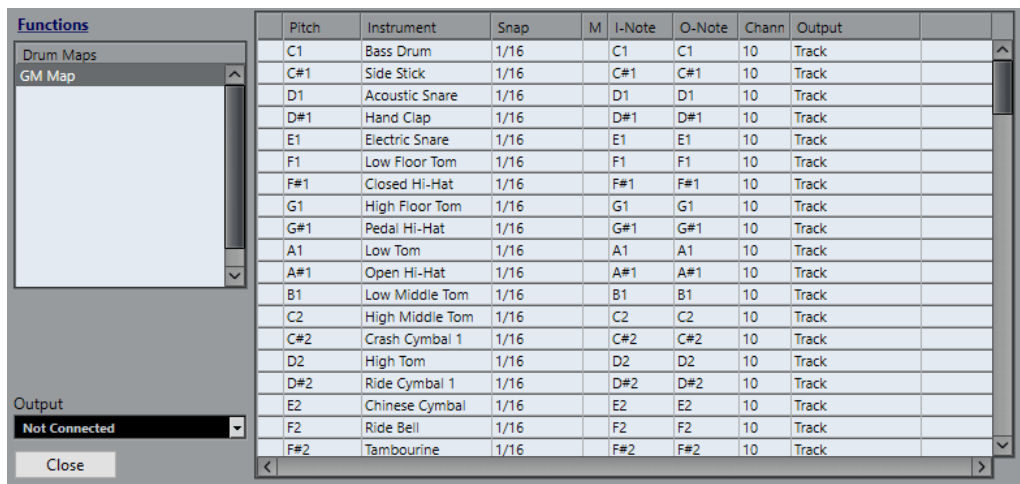 Functions
Drum Maps
GM Map
Output
Not Connected
Close
Pitch Instrument Snap M I-Note O-Note Chann Output
C1 Bass Drum 1/16 C1 C1 10 Track
C#1 Side Stick 1/16 C#1 C#1 10 Track
D1 Acoustic Snare 1/16 D1 D1 10 Track
D#1 Hand Clap 1/16 D#1 D#1 10 Track
E1 Electric Snare 1/16 E1 E1 10 Track
F1 Low Floor Tom 1/16 F1 F1 10 Track
F#1 Closed Hi-Hat 1/16 F#1 F#1 10 Track
G1 High Floor Tom 1/16 G1 G1 10 Track
G#1 Pedal Hi-Hat 1/16 G#1 G#1 10 Track
A1 Low Tom 1/16 A1 A1 10 Track
A#1 Open Hi-Hat 1/16 A#1 A#1 10 Track
B1 Low Middle Tom 1/16 B1 B1 10 Track
C2 High Middle Tom 1/16 C2 C2 10 Track
C#2 Crash Cymbal 1 1/16 C#2 C#2 10 Track
D2 High Tom 1/16 D2 D2 10 Track
D#2 Ride Cymbal 1 1/16 D#2 D#2 10 Track
E2 Chinese Cymbal 1/16 E2 E2 10 Track
F2 Ride Bell 1/16 F2 F2 10 Track
F#2 Tambourine 1/16 F#2 F#2 10 Track